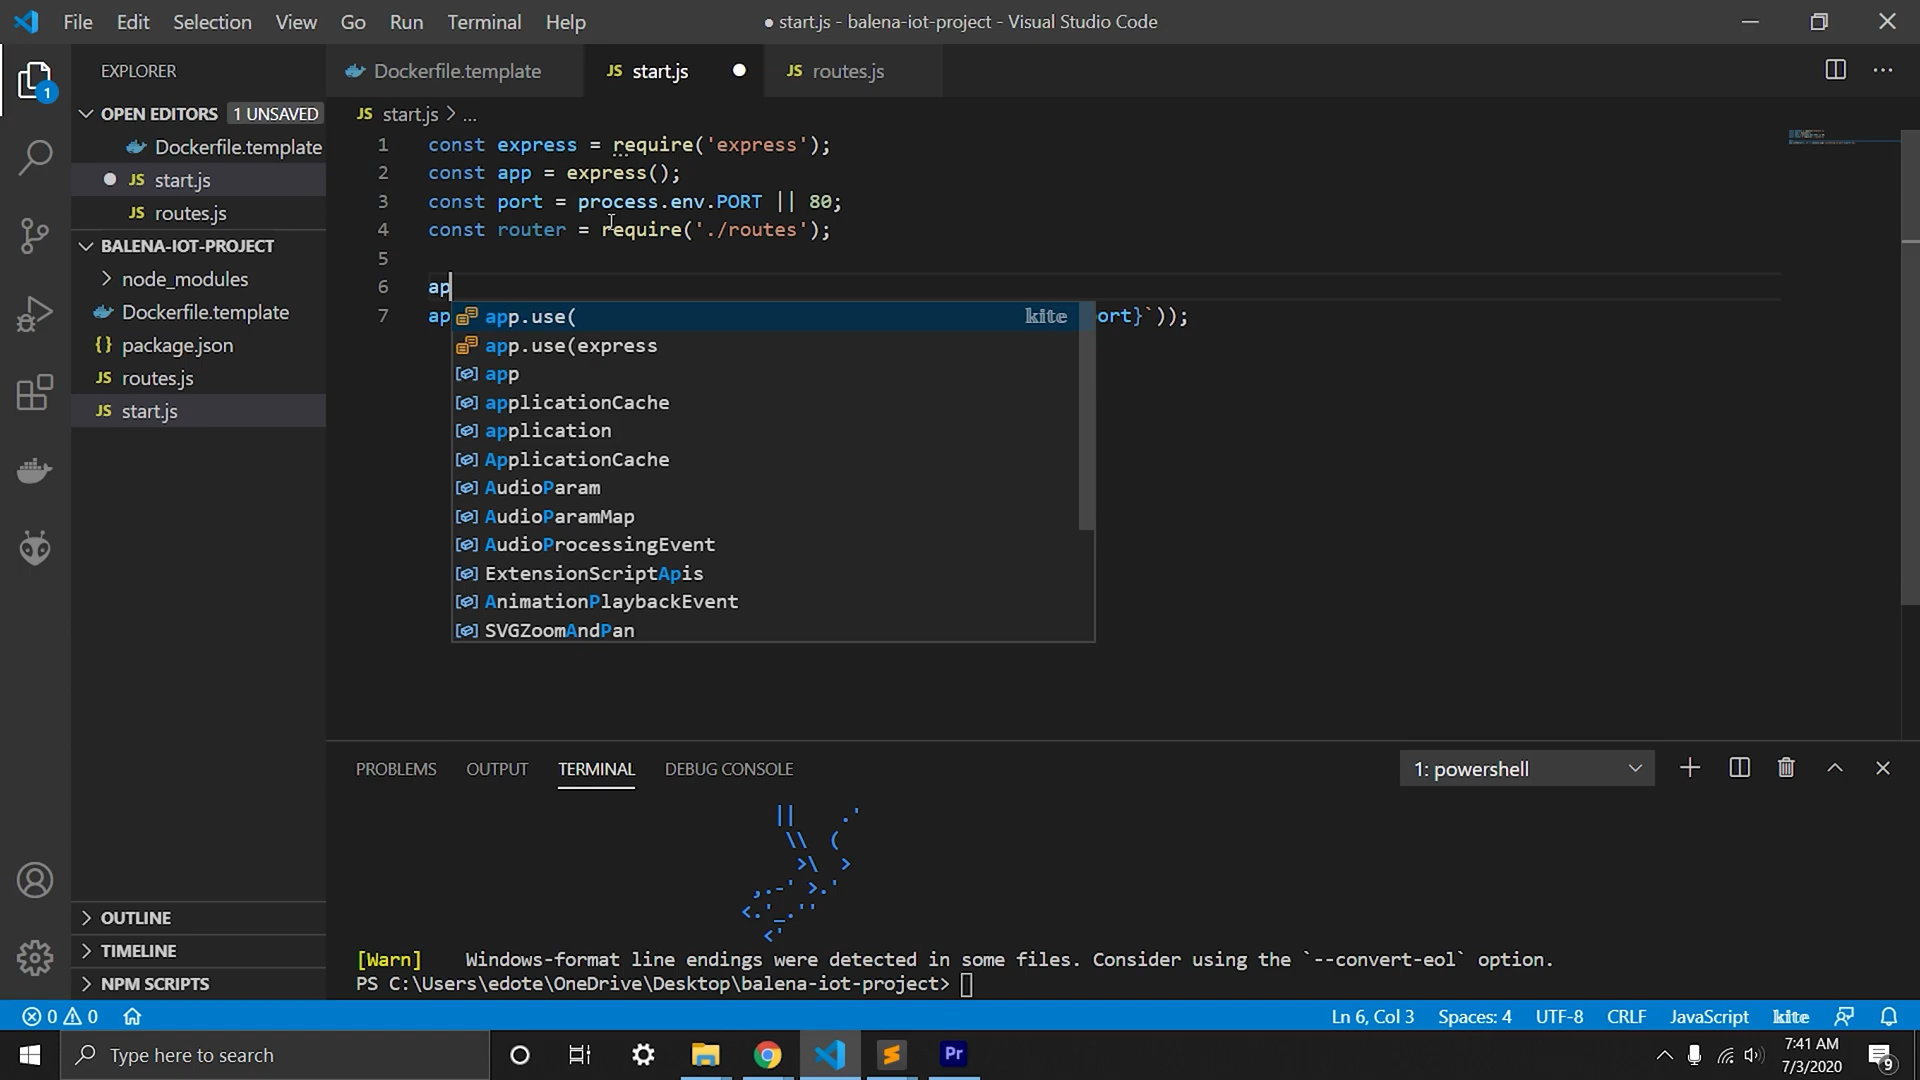 File Edit Selection View Go Run Terminal Help
● start.js - balena-iot-project - Visual Studio Code
1
EXPLORER
OPEN EDITORS 1 UNSAVED
Dockerfile.template
JS start.js
JS routes.js
BALENA-IOT-PROJECT
node_modules
Dockerfile.template
{} package.json
JS routes.js
JS start.js
OUTLINE
TIMELINE
NPM SCRIPTS
Dockerfile.template JS start.js ● JS routes.js
JS start.js > ...
1 const express = require('express');
2 const app = express();
3 const port = process.env.PORT || 80;
4 const router = require('./routes');
5
6 ap
7 ap ort}`));
app.use( kite
app.use(express
app
applicationCache
application
ApplicationCache
AudioParam
AudioParamMap
AudioProcessingEvent
ExtensionScriptApis
AnimationPlaybackEvent
SVGZoomAndPan
PROBLEMS OUTPUT TERMINAL DEBUG CONSOLE 1: powershell
|| .'
\\ (
>\ >
,.-' >.'
<.'_.''
<'
[Warn] Windows-format line endings were detected in some files. Consider using the `--convert-eol` option.
PS C:\Users\edote\OneDrive\Desktop\balena-iot-project>
0 0 Ln 6, Col 3 Spaces: 4 UTF-8 CRLF JavaScript kite
Type here to search
Pr
7:41 AM
7/3/2020
9